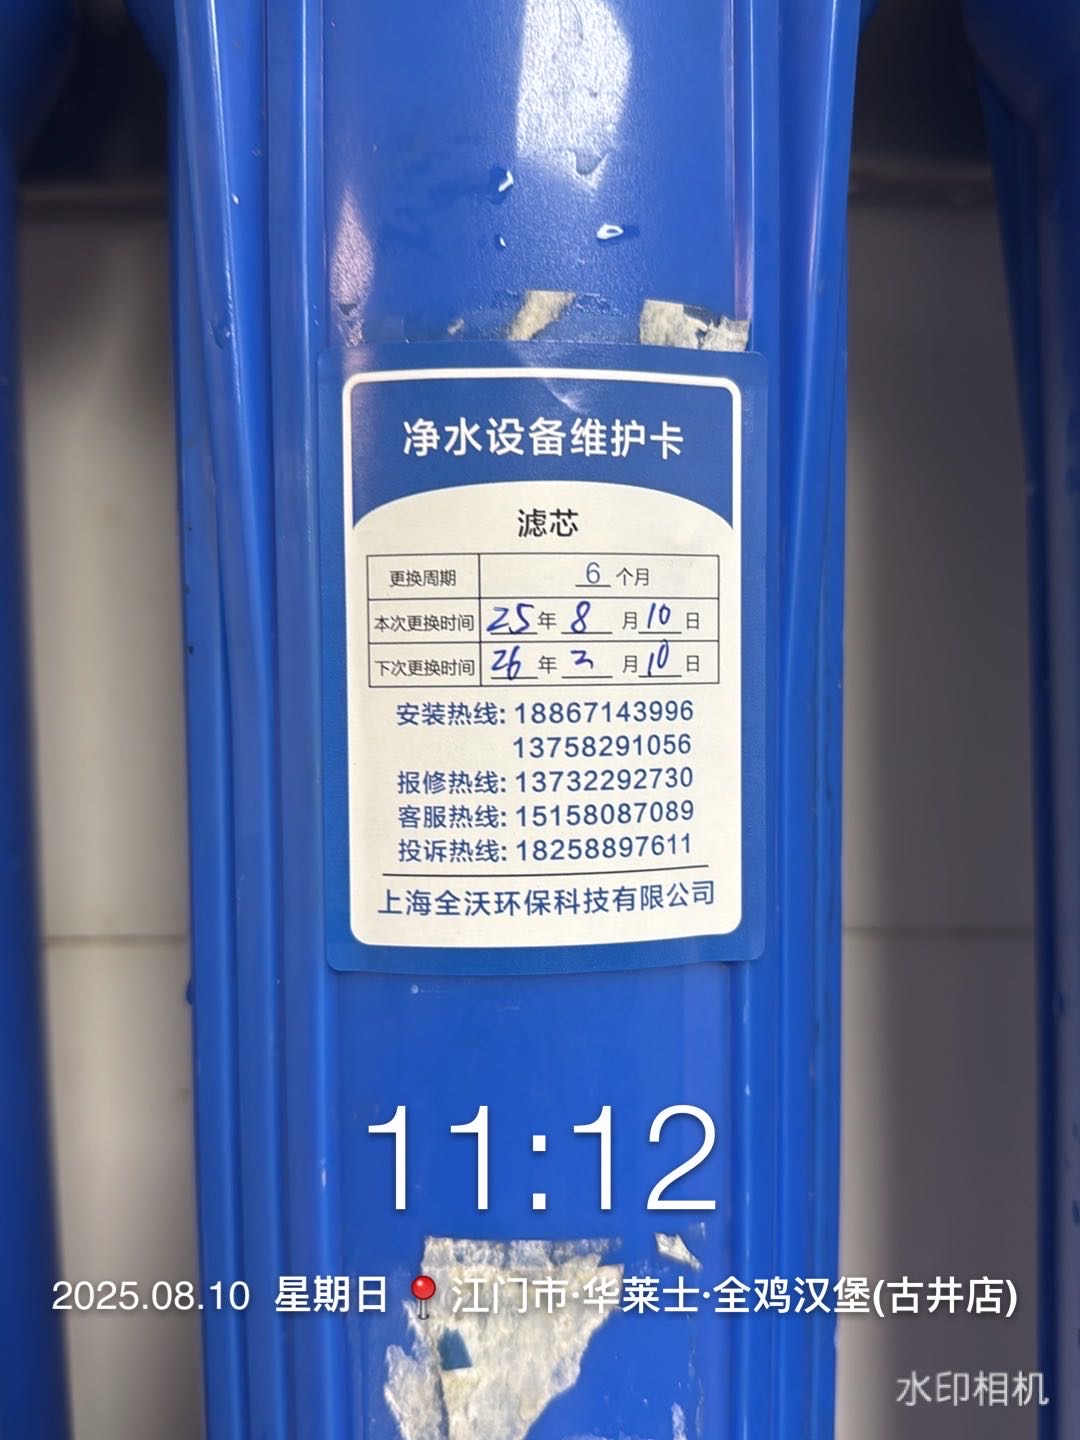 净水设备维护卡
滤芯
更换周期 6 个月
本次更换时间 25 年 8 月 10 日
下次更换时间 26 年 2 月 10 日
安装热线: 18867143996
13758291056
报修热线: 13732292730
客服热线: 15158087089
投诉热线: 18258897611
上海全沃环保科技有限公司
11:12
2025.08.10 星期日 📍江门市·华莱士·全鸡汉堡(古井店)
水印相机